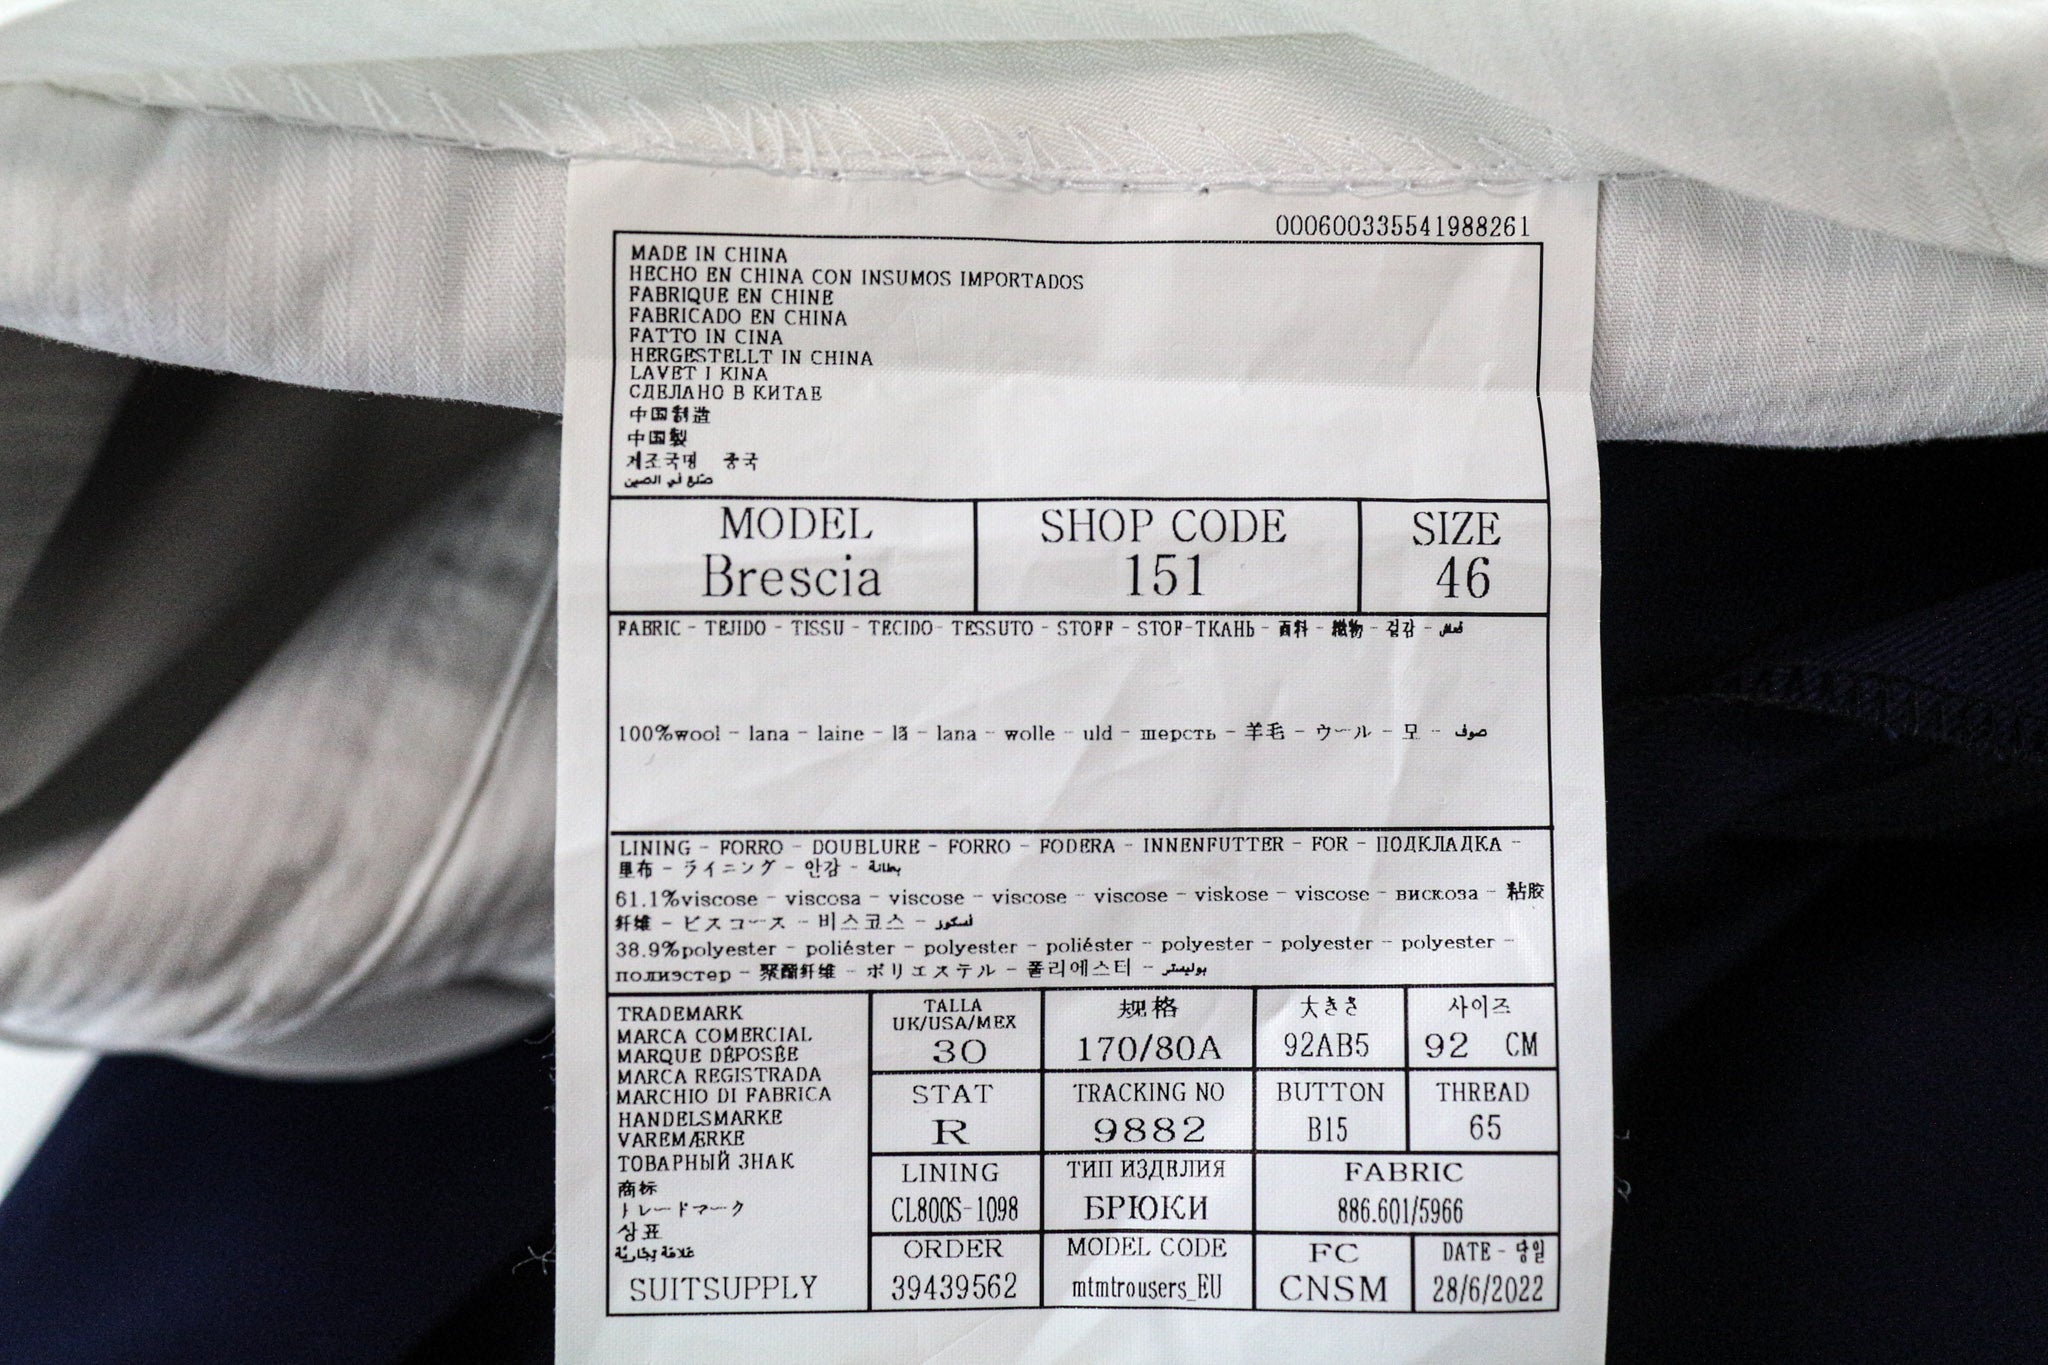 000600335541988261
MADE IN CHINA
HECHO EN CHINA CON INSUMOS IMPORTADOS
FABRIQUE EN CHINE
FABRICADO EN CHINA
FATTO IN CINA
HERGESTELLT IN CHINA
LAVET I KINA
СДЕЛАНО В КИТАЕ
中国制造
中国製
제조국명 중국
صنع في الصين
MODEL
Brescia
SHOP CODE
151
SIZE
46
FABRIC - TEJIDO - TISSU - TECIDO- TESSUTO - STOFF - STOF-ТКАНЬ - 面料 - 織物 - 겉감 - قماش
100%wool - lana - laine - lã - lana - wolle - uld - шерсть - 羊毛 - ウール - 모 - صوف
LINING - FORRO - DOUBLURE - FORRO - FODERA - INNENFUTTER - FOR - ПОДКЛАДКА -
里布 - ライニング - 안감 - بطانة
61.1%viscose - viscosa - viscose - viscose - viscose - viskose - viscose - вискоза - 粘胶
纤维 - ビスコース - 비스코스 -
38.9%polyester - poliéster - polyester - poliéster - polyester - polyester - polyester -
полиэстер - 聚酯纤维 - ポリエステル - 폴리에스터 - بوليستر
TRADEMARK
MARCA COMERCIAL
MARQUE DÉPOSÉE
MARCA REGISTRADA
MARCHIO DI FABRICA
HANDELSMARKE
VAREMÆRKE
ТОВАРНЫЙ ЗНАК
商标
トレードマーク
상표
علامة تجارية
SUITSUPPLY
TALLA
UK/USA/MEX
30
规格
170/80A
大きさ
92AB5
사이즈
92 CM
STAT
R
TRACKING NO
9882
BUTTON
B15
THREAD
65
LINING
CL800S-1098
ТИП ИЗДЕЛИЯ
БРЮКИ
FABRIC
886.601/5966
ORDER
39439562
MODEL CODE
mtmtrousers_EU
FC
CNSM
DATE -
28/6/2022